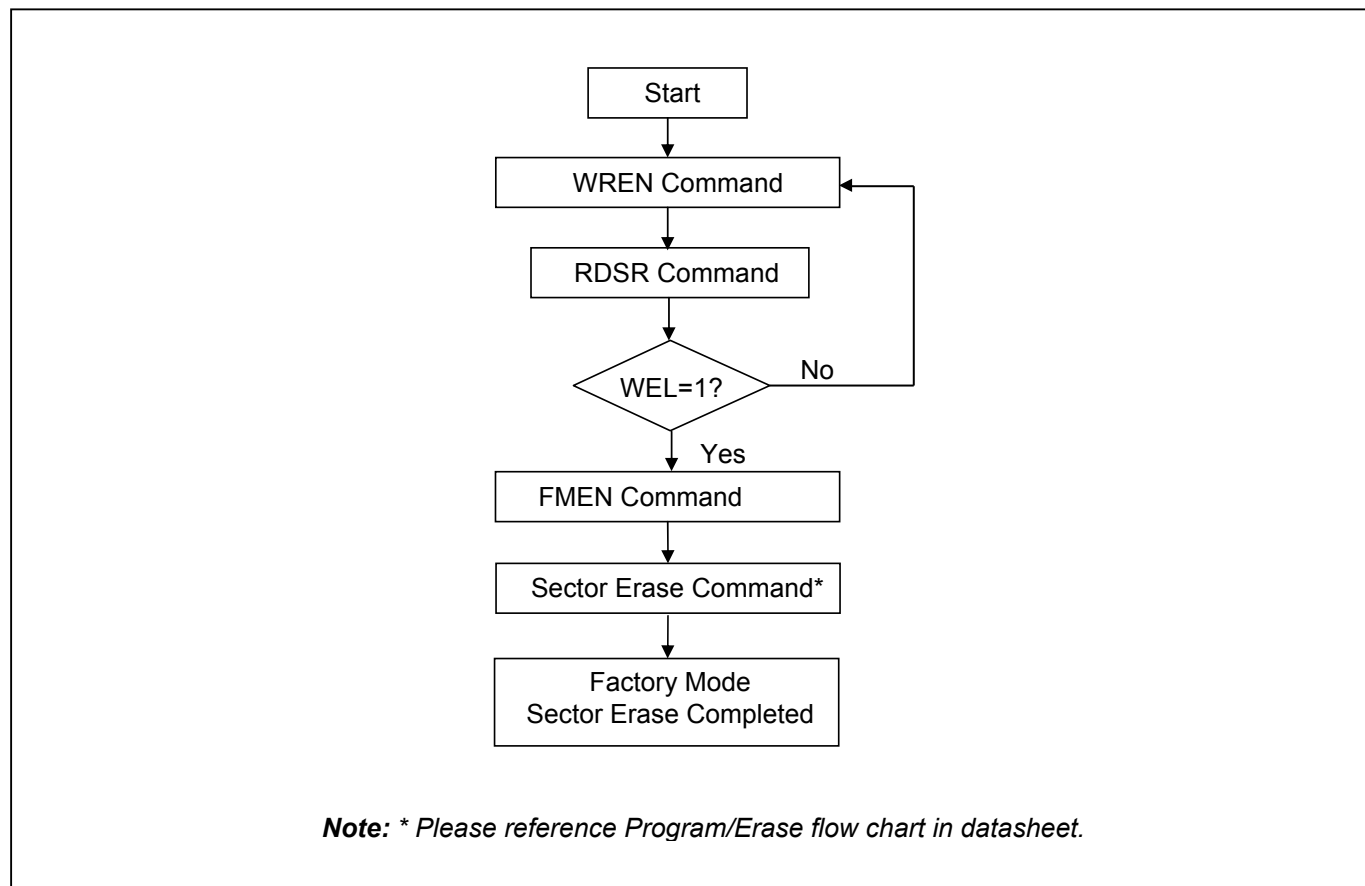 Start
WREN Command
RDSR Command
WEL=1?
No
Yes
FMEN Command
Sector Erase Command*
Factory Mode
Sector Erase Completed
Note: * Please reference Program/Erase flow chart in datasheet.